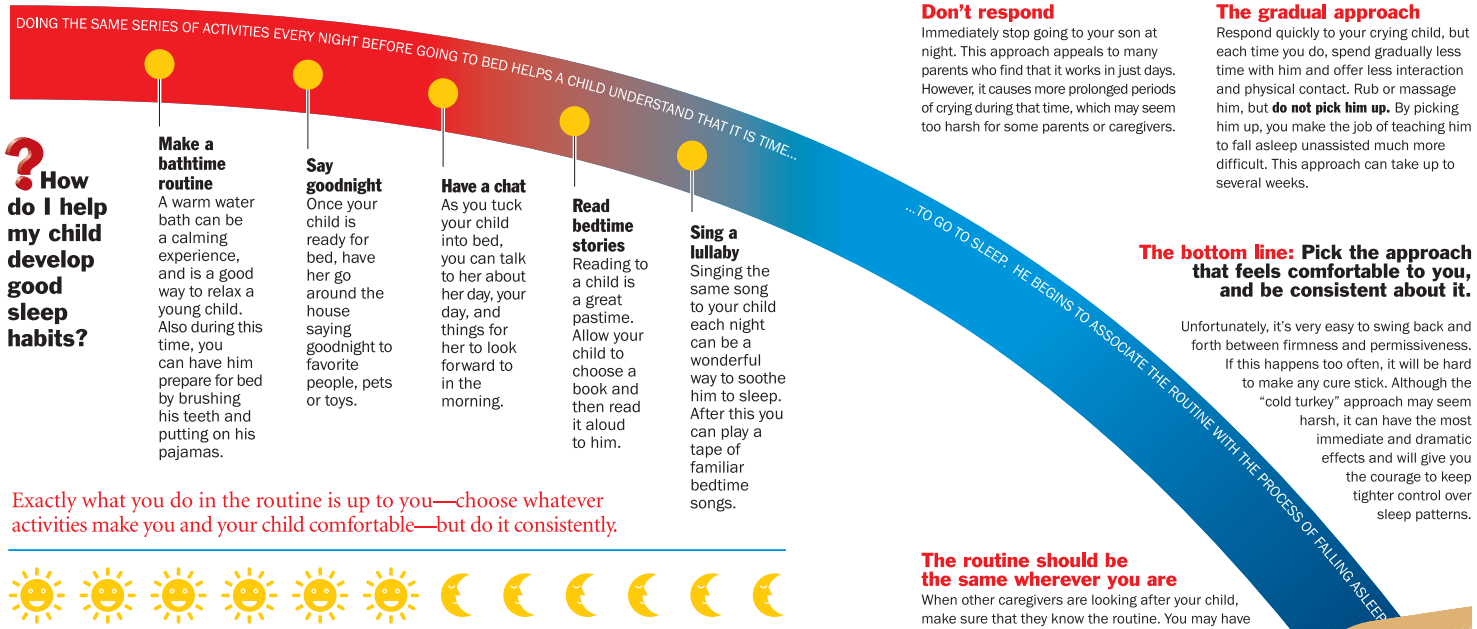 DOING THE SAME SERIES OF ACTIVITIES EVERY NIGHT BEFORE GOING TO BED HELPS A CHILD UNDERSTAND THAT IT IS TIME...
...TO GO TO SLEEP. HE BEGINS TO ASSOCIATE THE ROUTINE WITH THE PROCESS OF FALLING ASLEEP
?How
do I help
my child
develop
good
sleep
habits?
Make a
bathtime
routine
A warm water
bath can be
a calming
experience,
and is a good
way to relax a
young child.
Also during this
time, you
can have him
prepare for bed
by brushing
his teeth and
putting on his
pajamas.
Say
goodnight
Once your
child is
ready for
bed, have
her go
around the
house
saying
goodnight to
favorite
people, pets
or toys.
Have a chat
As you tuck
your child
into bed,
you can talk
to her about
her day, your
day, and
things for
her to look
forward to
in the
morning.
Read
bedtime
stories
Reading to
a child is
a great
pastime.
Allow your
child to
choose a
book and
then read
it aloud
to him.
Sing a
lullaby
Singing the
same song
to your child
each night
can be a
wonderful
way to soothe
him to sleep.
After this you
can play a
tape of
familiar
bedtime
songs.
Exactly what you do in the routine is up to you—choose whatever
activities make you and your child comfortable—but do it consistently.
Don’t respond
Immediately stop going to your son at
night. This approach appeals to many
parents who find that it works in just days.
However, it causes more prolonged periods
of crying during that time, which may seem
too harsh for some parents or caregivers.
The gradual approach
Respond quickly to your crying child, but
each time you do, spend gradually less
time with him and offer less interaction
and physical contact. Rub or massage
him, but do not pick him up. By picking
him up, you make the job of teaching him
to fall asleep unassisted much more
difficult. This approach can take up to
several weeks.
The bottom line: Pick the approach
that feels comfortable to you,
and be consistent about it.
Unfortunately, it’s very easy to swing back and
forth between firmness and permissiveness.
If this happens too often, it will be hard
to make any cure stick. Although the
“cold turkey” approach may seem
harsh, it can have the most
immediate and dramatic
effects and will give you
the courage to keep
tighter control over
sleep patterns.
The routine should be
the same wherever you are
When other caregivers are looking after your child,
make sure that they know the routine. You may have